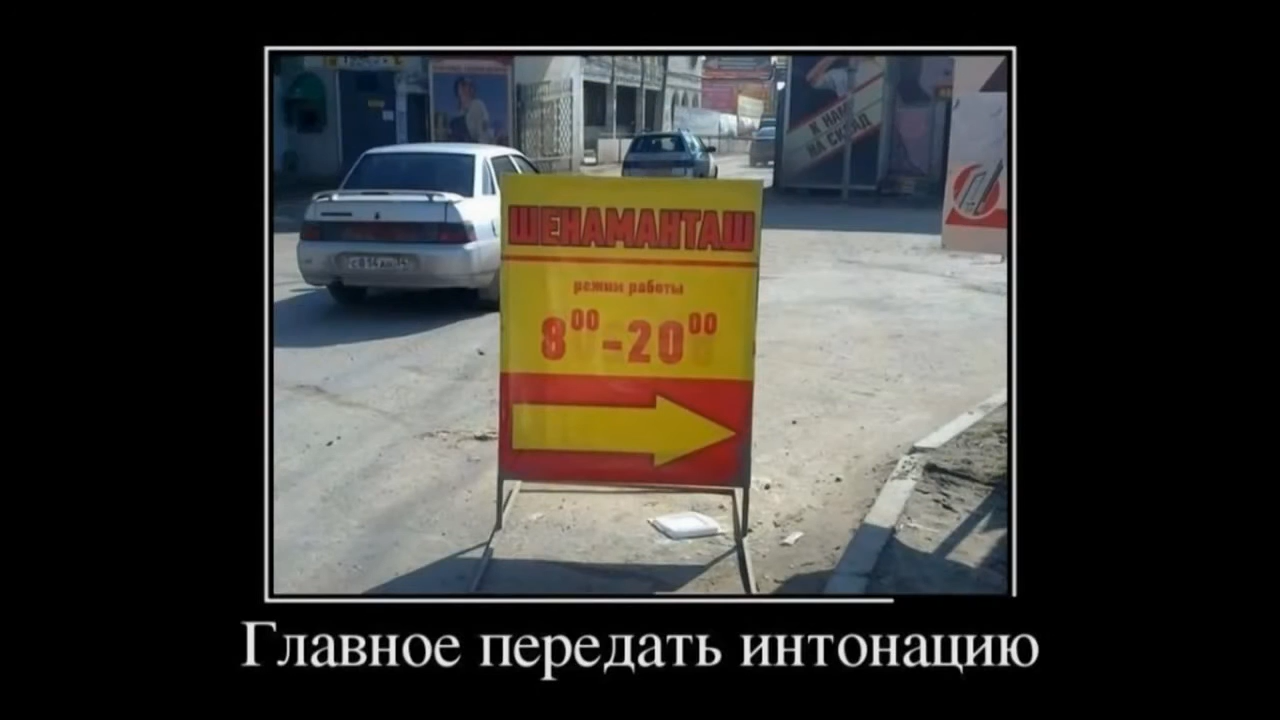 К НАМ
НА СКЛАД
ШЕНАМАНТАШ
режим работы
8⁰⁰-20⁰⁰
Главное передать интонацию